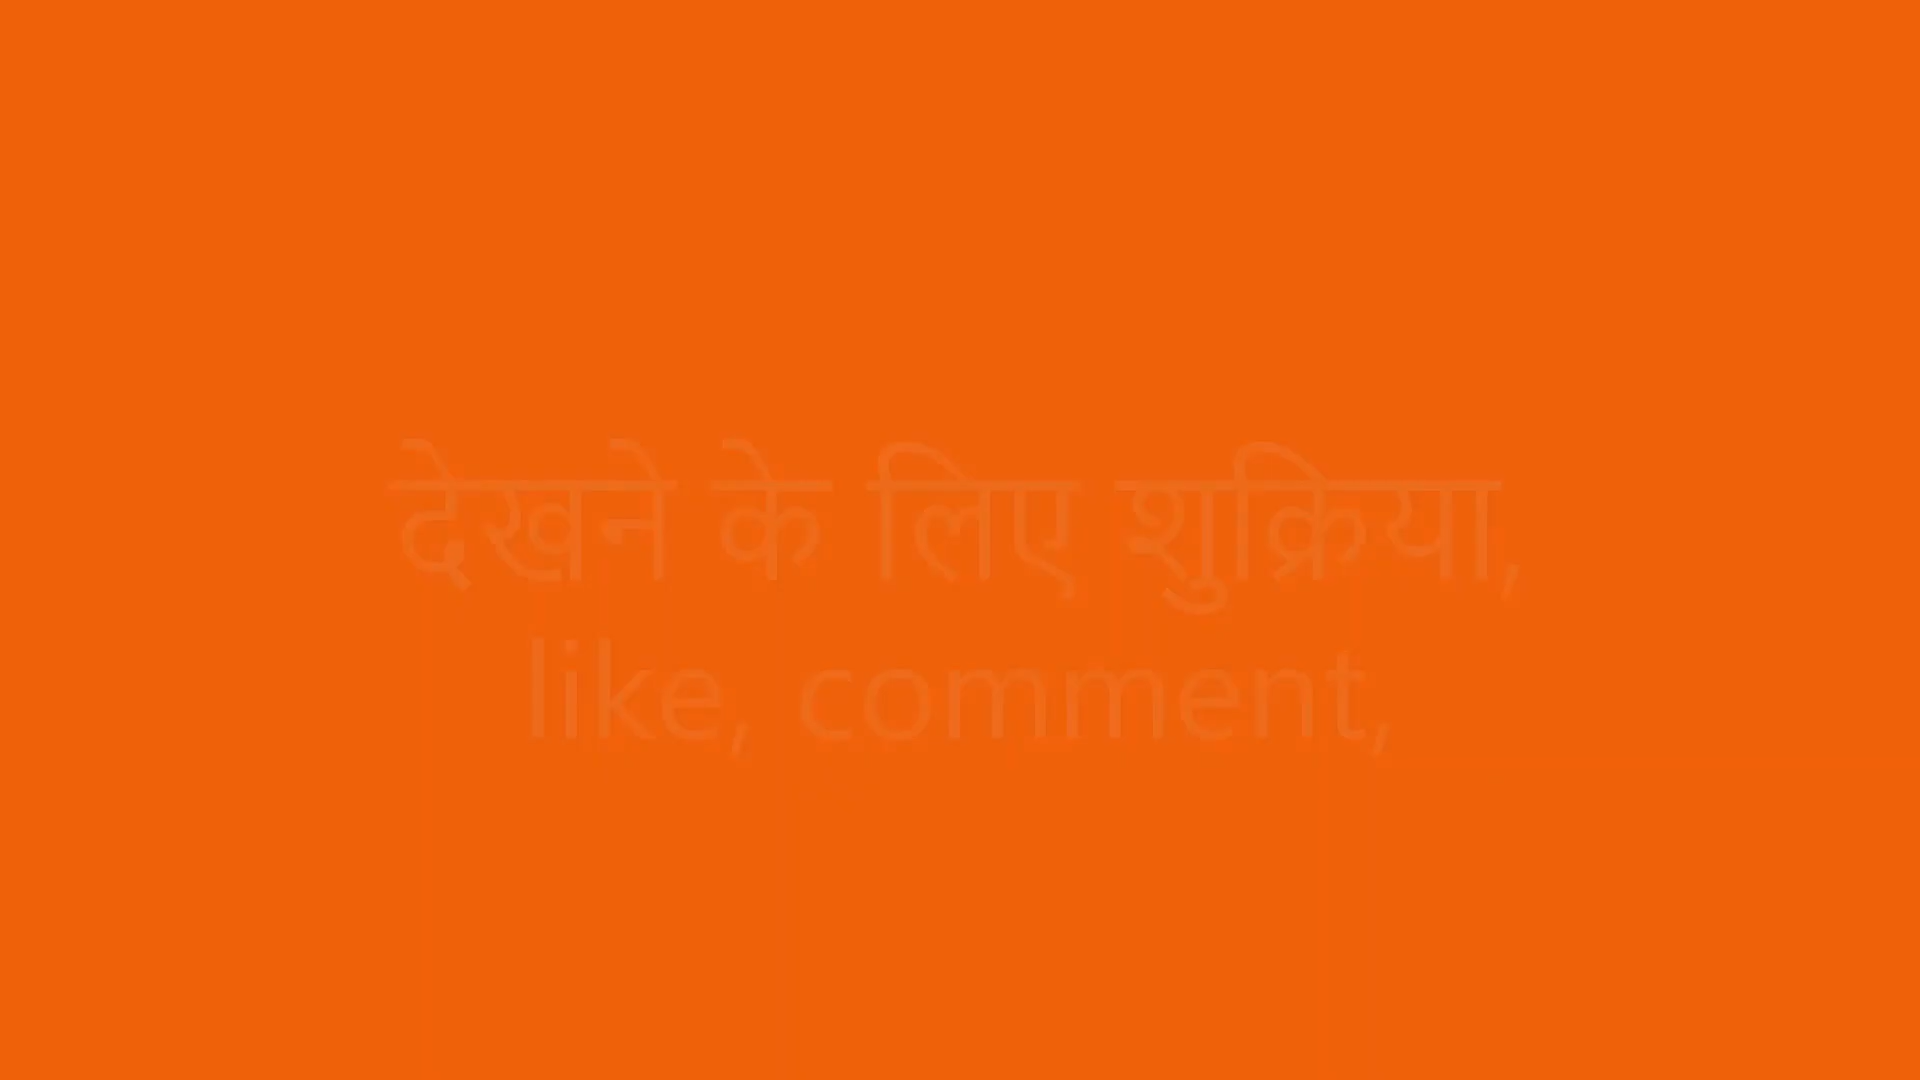 देखने के लिए शुक्रिया,
like, comment,